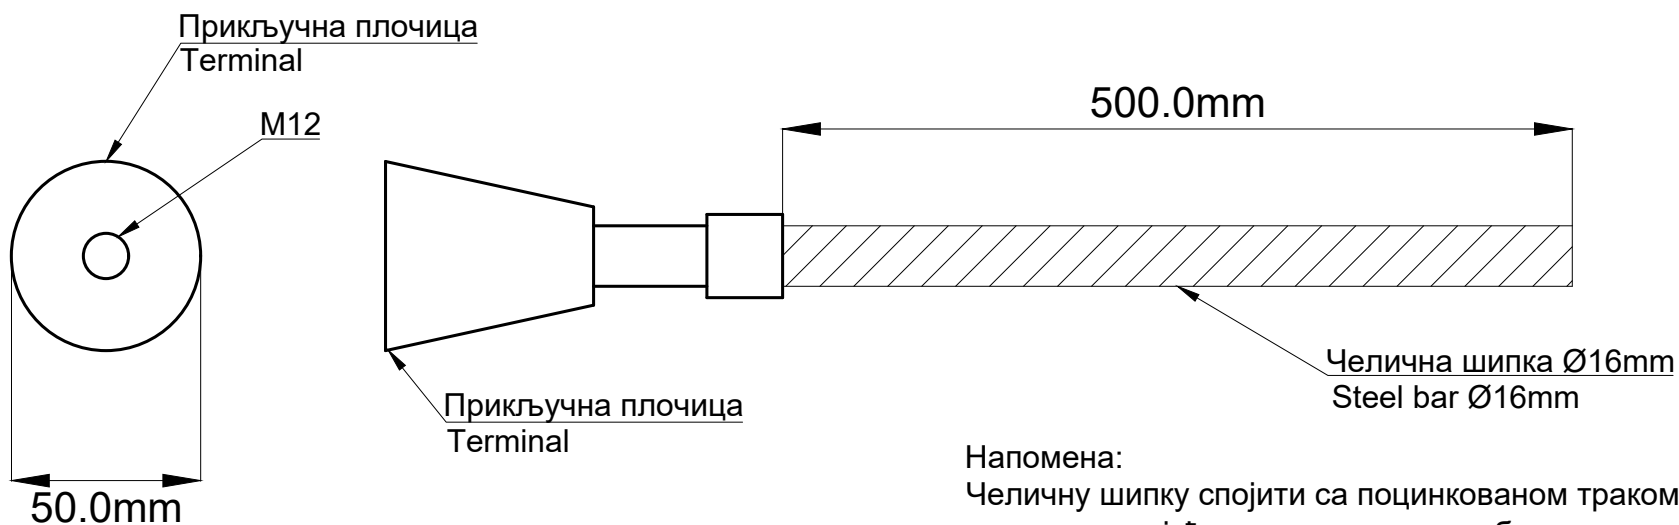 Прикључна плочица
Terminal
M12
500.0mm
Челична шипка Ø16mm
Steel bar Ø16mm
Прикључна плочица
Terminal
50.0mm
Напомена:
Челичну шипку спојити са поцинкованом траком